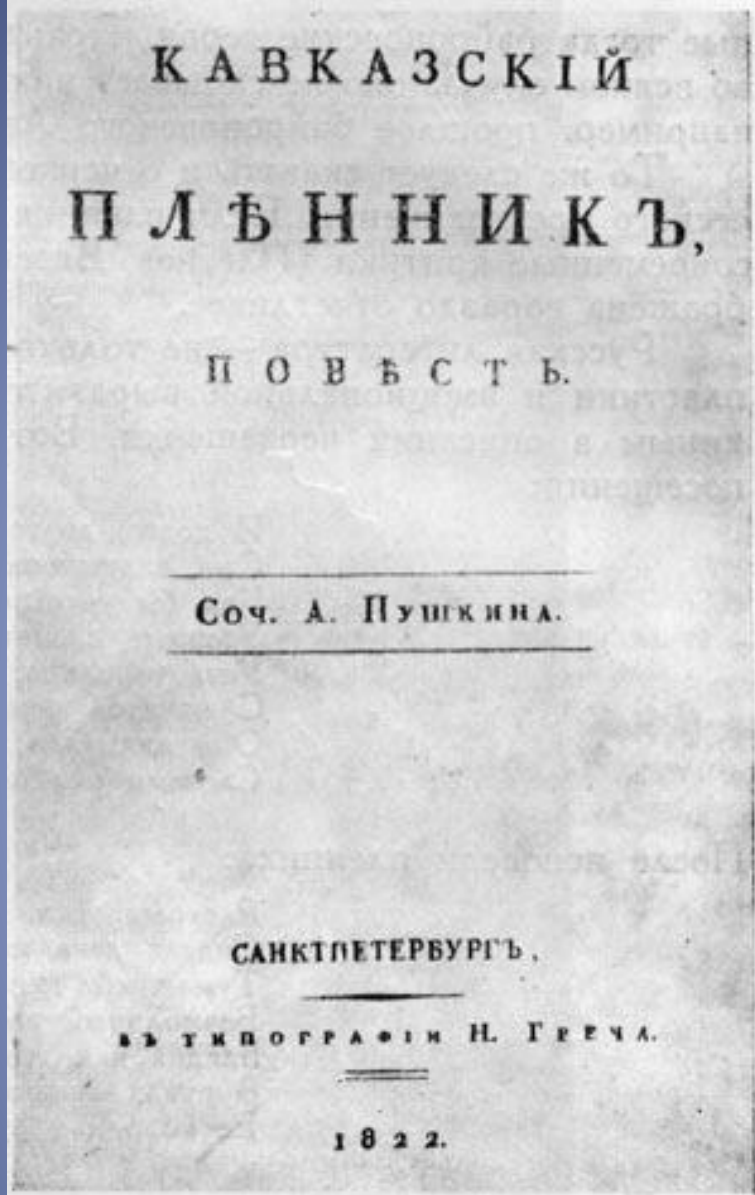 КАВКАЗСКІЙ
ПЛѢННИКЪ,
ПОВѢСТЬ.
Соч. А. Пушкина.
САНКТПЕТЕРБУРГЪ.
въ типографіи Н. Греча.
1822.